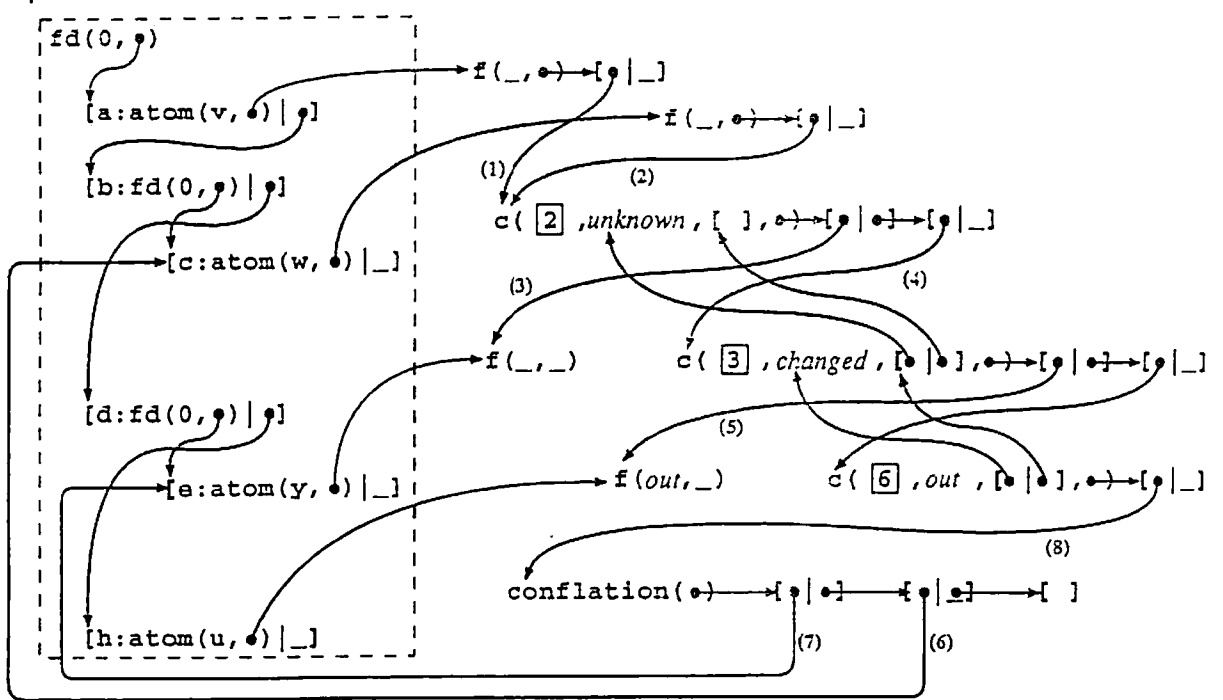 fd(0, )
f(_, ) [ |_]
[a:atom(v, )| ]
f(_, ) [ |_]
(1)
(2)
[b:fd(0, )| ]
c( 2 ,unknown, [ ], ) [ | ] [ |_]
[c:atom(w, )|_]
(3)
(4)
f(_,_)
c( 3 ,changed, [ | ], ) [ | ] [ |_]
[d:fd(0, )| ]
(5)
f(out,_)
c( 6 ,out , [ | ], ) [ |_]
[e:atom(y, )|_]
(8)
conflation( ) [ | ] [ |_] [ ]
[h:atom(u, )|_]
(7)
(6)